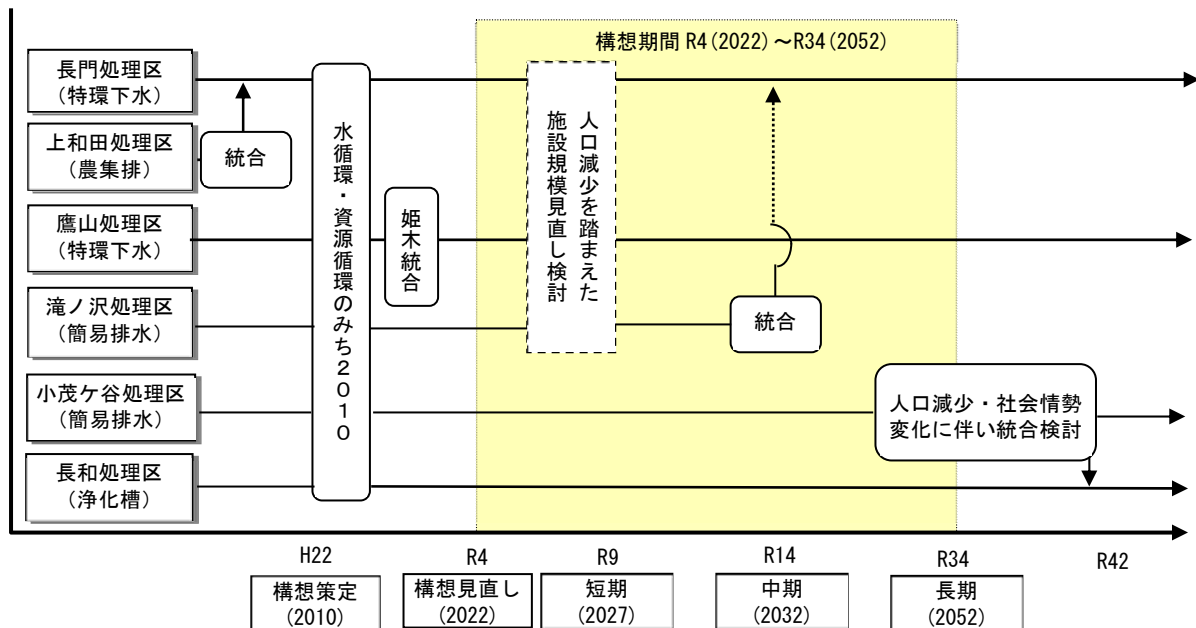 構想期間 R4(2022)～R34(2052)
長門処理区
(特環下水)
上和田処理区
(農集排)
統合
鷹山処理区
(特環下水)
滝ノ沢処理区
(簡易排水)
小茂ケ谷処理区
(簡易排水)
長和処理区
(浄化槽)
水循環・資源循環のみち2010
姫木統合
人口減少を踏まえた
施設規模見直し検討
統合
人口減少・社会情勢
変化に伴い統合検討
H22
R4
R9
R14
R34
R42
構想策定
(2010)
構想見直し
(2022)
短期
(2027)
中期
(2032)
長期
(2052)